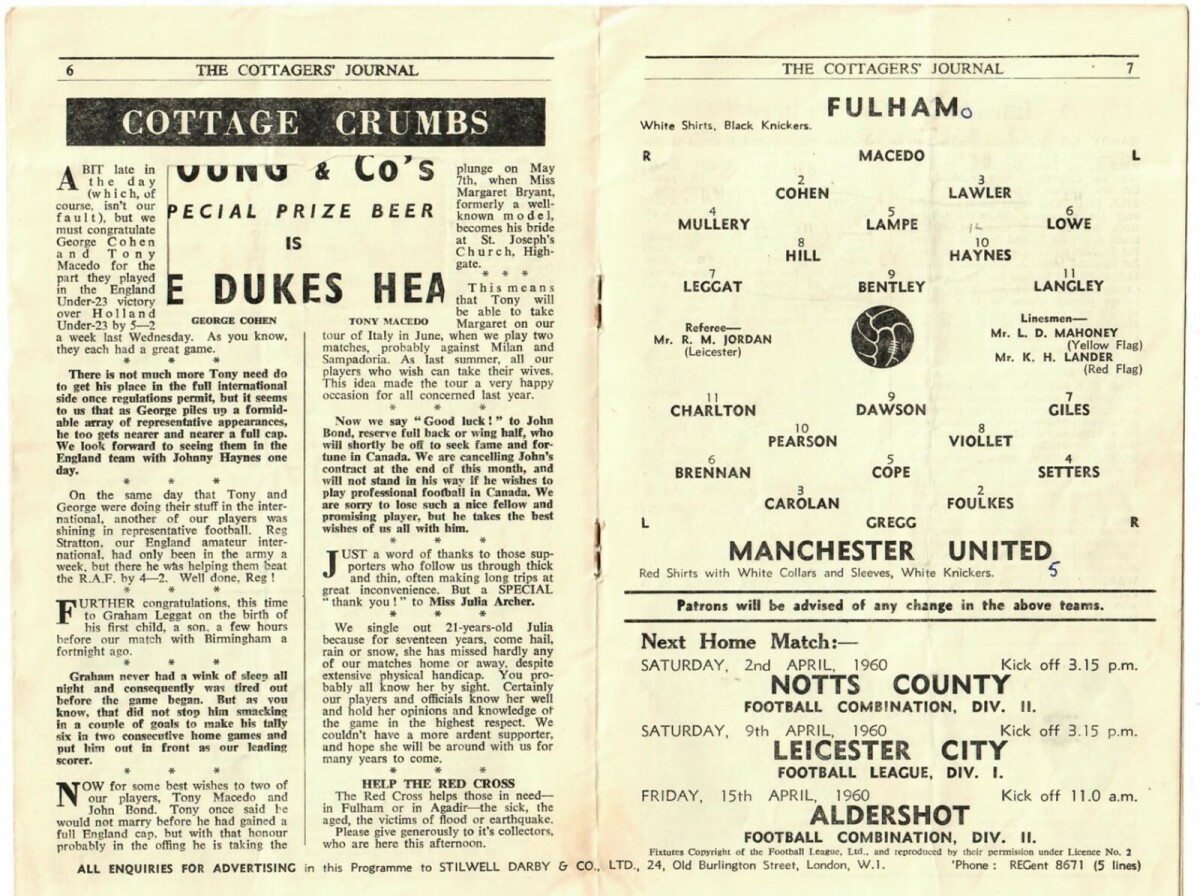 6 THE COTTAGERS' JOURNAL
COTTAGE CRUMBS
A BIT late in
the day
(which, of
course, isn't our
fault), but we
must congratulate
George Cohen
and Tony
Macedo for the
part they played
in the England
Under-23 victory
over Holland
Under-23 by 5—2
a week last Wednesday. As you know,
they each had a great game.
* * *
There is not much more Tony need do
to get his place in the full international
side once regulations permit, but it seems
to us that as George piles up a formid-
able array of representative appearances,
he too gets nearer and nearer a full cap.
We look forward to seeing them in the
England team with Johnny Haynes one
day.
* * *
On the same day that Tony and
George were doing their stuff in the inter-
national, another of our players was
shining in representative football. Reg
Stratton, our England amateur inter-
national, had only been in the army a
week, but there he was helping them beat
the R.A.F. by 4—2. Well done, Reg !
* * *
FURTHER congratulations, this time
to Graham Leggat on the birth of
his first child, a son, a few hours
before our match with Birmingham a
fortnight ago.
* * *
Graham never had a wink of sleep all
night and consequently was tired out
before the game began. But as you
know, that did not stop him smacking
in a couple of goals to make his tally
six in two consecutive home games and
put him out in front as our leading
scorer.
* * *
NOW for some best wishes to two of
our players, Tony Macedo and
John Bond. Tony once said he
would not marry before he had gained a
full England cap, but with that honour
probably in the offing he is taking the
OUNG & Co's
PECIAL PRIZE BEER
IS
E DUKES HEA
GEORGE COHEN TONY MACEDO
plunge on May
7th, when Miss
Margaret Bryant,
formerly a well-
known model,
becomes his bride
at St. Joseph's
Church, High-
gate.
* * *
This means
that Tony will
be able to take
Margaret on our
tour of Italy in June, when we play two
matches, probably against Milan and
Sampadoria. As last summer, all our
players who wish can take their wives.
This idea made the tour a very happy
occasion for all concerned last year.
* * *
Now we say "Good luck!" to John
Bond, reserve full back or wing half, who
will shortly be off to seek fame and for-
tune in Canada. We are cancelling John's
contract at the end of this month, and
will not stand in his way if he wishes to
play professional football in Canada. We
are sorry to lose such a nice fellow and
promising player, but he takes the best
wishes of us all with him.
* * *
JUST a word of thanks to those sup-
porters who follow us through thick
and thin, often making long trips at
great inconvenience. But a SPECIAL
" thank you ! " to Miss Julia Archer.
* * *
We single out 21-years-old Julia
because for seventeen years, come hail,
rain or snow, she has missed hardly any
of our matches home or away, despite
extensive physical handicap. You pro-
bably all know her by sight. Certainly
our players and officials know her well
and hold her opinions and knowledge of
the game in the highest respect. We
couldn't have a more ardent supporter,
and hope she will be around with us for
many years to come.
* * *
HELP THE RED CROSS
The Red Cross helps those in need—
in Fulham or in Agadir—the sick, the
aged, the victims of flood or earthquake.
Please give generously to it's collectors,
who are here this afternoon.
THE COTTAGERS' JOURNAL 7
FULHAM 0
White Shirts, Black Knickers.
R MACEDO L
2 3
COHEN LAWLER
4 5 6
MULLERY LAMPE LOWE
8 10
HILL HAYNES
7 9 11
LEGGAT BENTLEY LANGLEY
Referee—
Mr. R. M. JORDAN
(Leicester)
Linesmen—
Mr. L. D. MAHONEY
(Yellow Flag)
Mr. K. H. LANDER
(Red Flag)
11 9 7
CHARLTON DAWSON GILES
10 8
PEARSON VIOLLET
6 5 4
BRENNAN COPE SETTERS
3 2
CAROLAN FOULKES
L GREGG R
MANCHESTER UNITED 5
Red Shirts with White Collars and Sleeves, White Knickers.
Patrons will be advised of any change in the above teams.
Next Home Match:—
SATURDAY, 2nd APRIL, 1960 Kick off 3.15 p.m.
NOTTS COUNTY
FOOTBALL COMBINATION, DIV. II.
SATURDAY, 9th APRIL, 1960 Kick off 3.15 p.m.
LEICESTER CITY
FOOTBALL LEAGUE, DIV. I.
FRIDAY, 15th APRIL, 1960 Kick off 11.0 a.m.
ALDERSHOT
FOOTBALL COMBINATION, DIV. II.
Fixtures Copyright of the Football League, Ltd., and reproduced by their permission under Licence No. 2
ALL ENQUIRIES FOR ADVERTISING in this Programme to STILWELL DARBY & CO., LTD., 24, Old Burlington Street, London, W.1. 'Phone : REGent 8671 (5 lines)